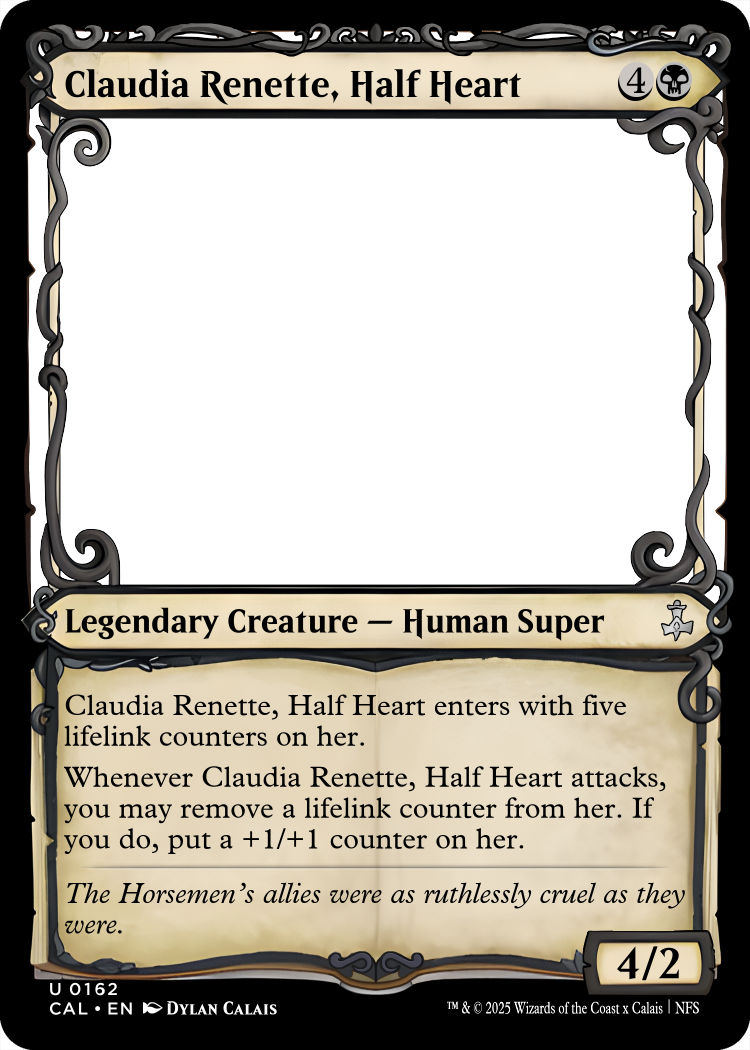 Claudia Renette, Half Heart 4
Legendary Creature — Human Super
Claudia Renette, Half Heart enters with five
lifelink counters on her.
Whenever Claudia Renette, Half Heart attacks,
you may remove a lifelink counter from her. If
you do, put a +1/+1 counter on her.
The Horsemen's allies were as ruthlessly cruel as they
were.
4/2
U 0162
CAL • EN DYLAN CALAIS
™ & © 2025 Wizards of the Coast x Calais | NFS